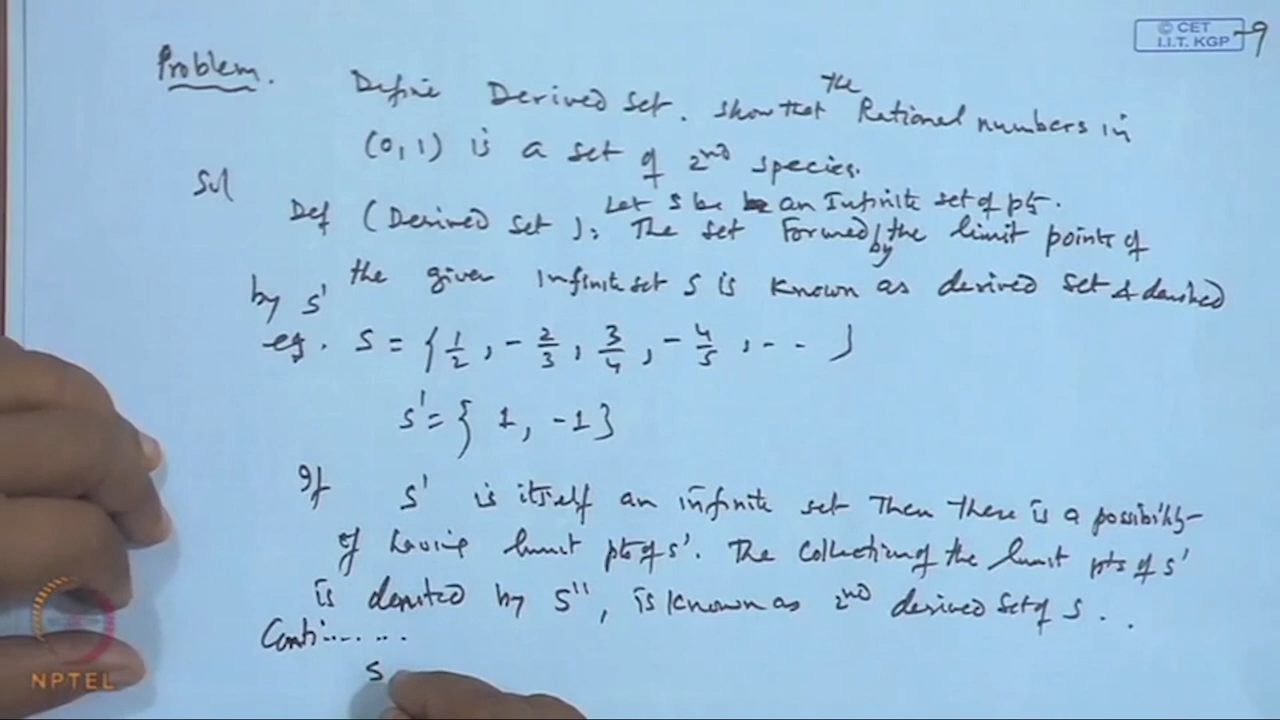 © CET
I.I.T. KGP
-9
Problem. Define Derived Set. Show that the Rational numbers in
(0,1) is a set of 2nd species.
Sol
Let S be an Infinite set of pts.
Def (Derived set): The set Formed by the limit points of
the given infinite set S is known as derived set & denoted
by S'
eg. S = {1/2, -2/3, 3/4, -4/5, ... }
S' = { 1, -1}
If S' is itself an infinite set Then there is a possibility
of having limit pts of S'. The collection of the limit pts of S'
is denoted by S'', is known as 2nd derived set of S..
Conti.......
S
NPTEL